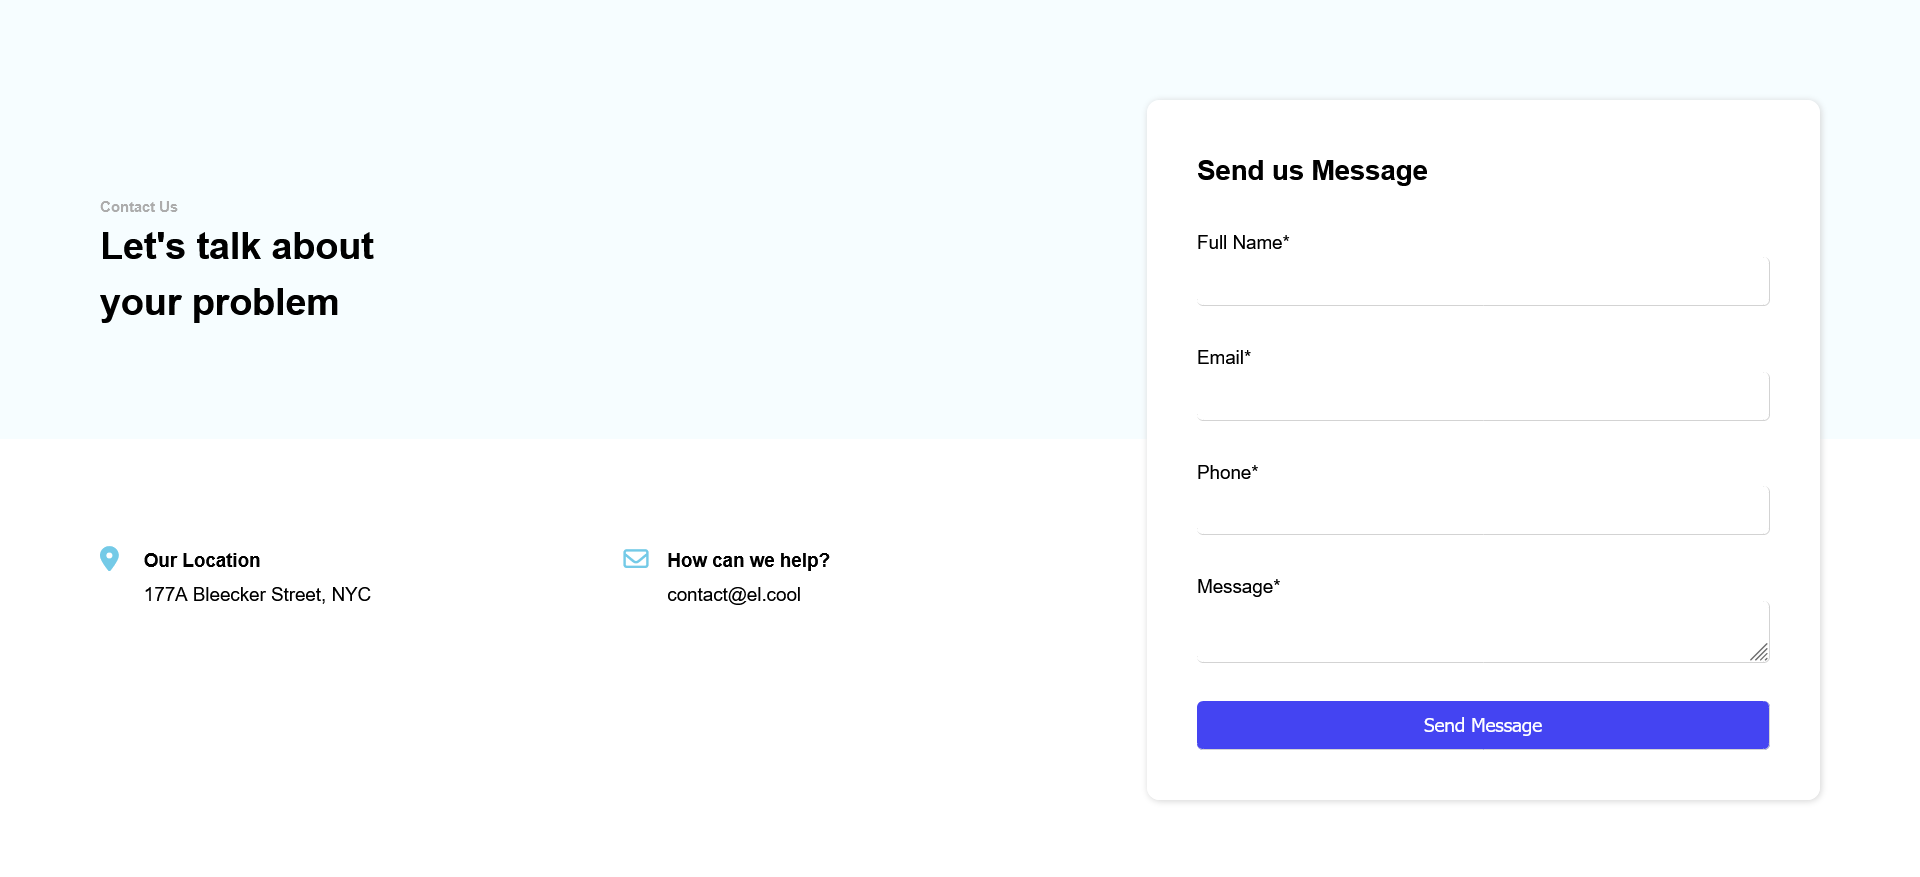 Contact Us
Let's talk about
your problem
Our Location
177A Bleecker Street, NYC
How can we help?
contact@el.cool
Send us Message
Full Name*
Email*
Phone*
Message*
Send Message